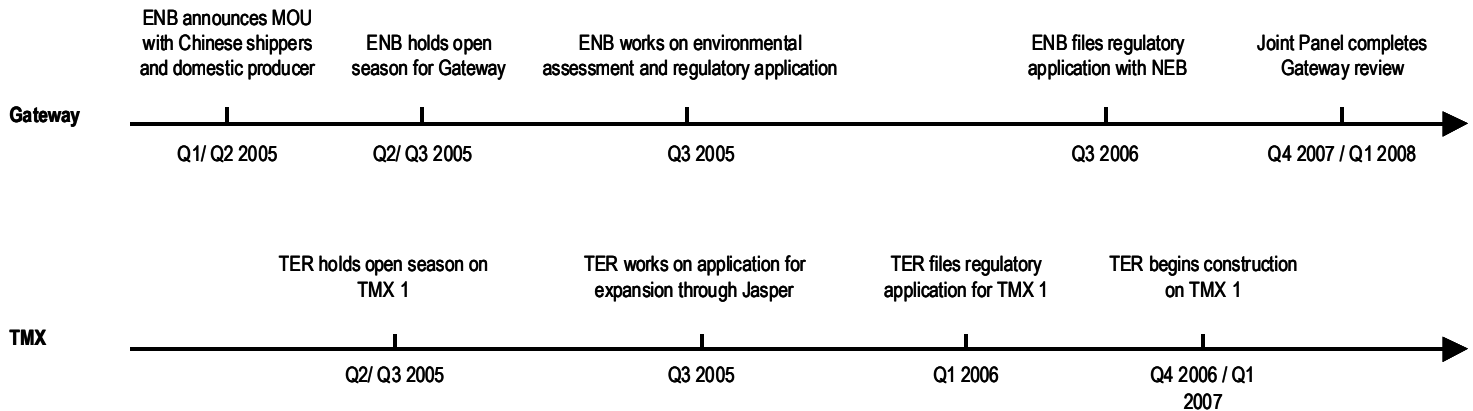 ENB announces MOU
with Chinese shippers
and domestic producer
ENB holds open
season for Gateway
ENB works on environmental
assessment and regulatory application
ENB files regulatory
application with NEB
Joint Panel completes
Gateway review
Gateway
Q1/ Q2 2005
Q2/ Q3 2005
Q3 2005
Q3 2006
Q4 2007 / Q1 2008
TER holds open season on
TMX 1
TER works on application for
expansion through Jasper
TER files regulatory
application for TMX 1
TER begins construction
on TMX 1
TMX
Q2/ Q3 2005
Q3 2005
Q1 2006
Q4 2006 / Q1
2007